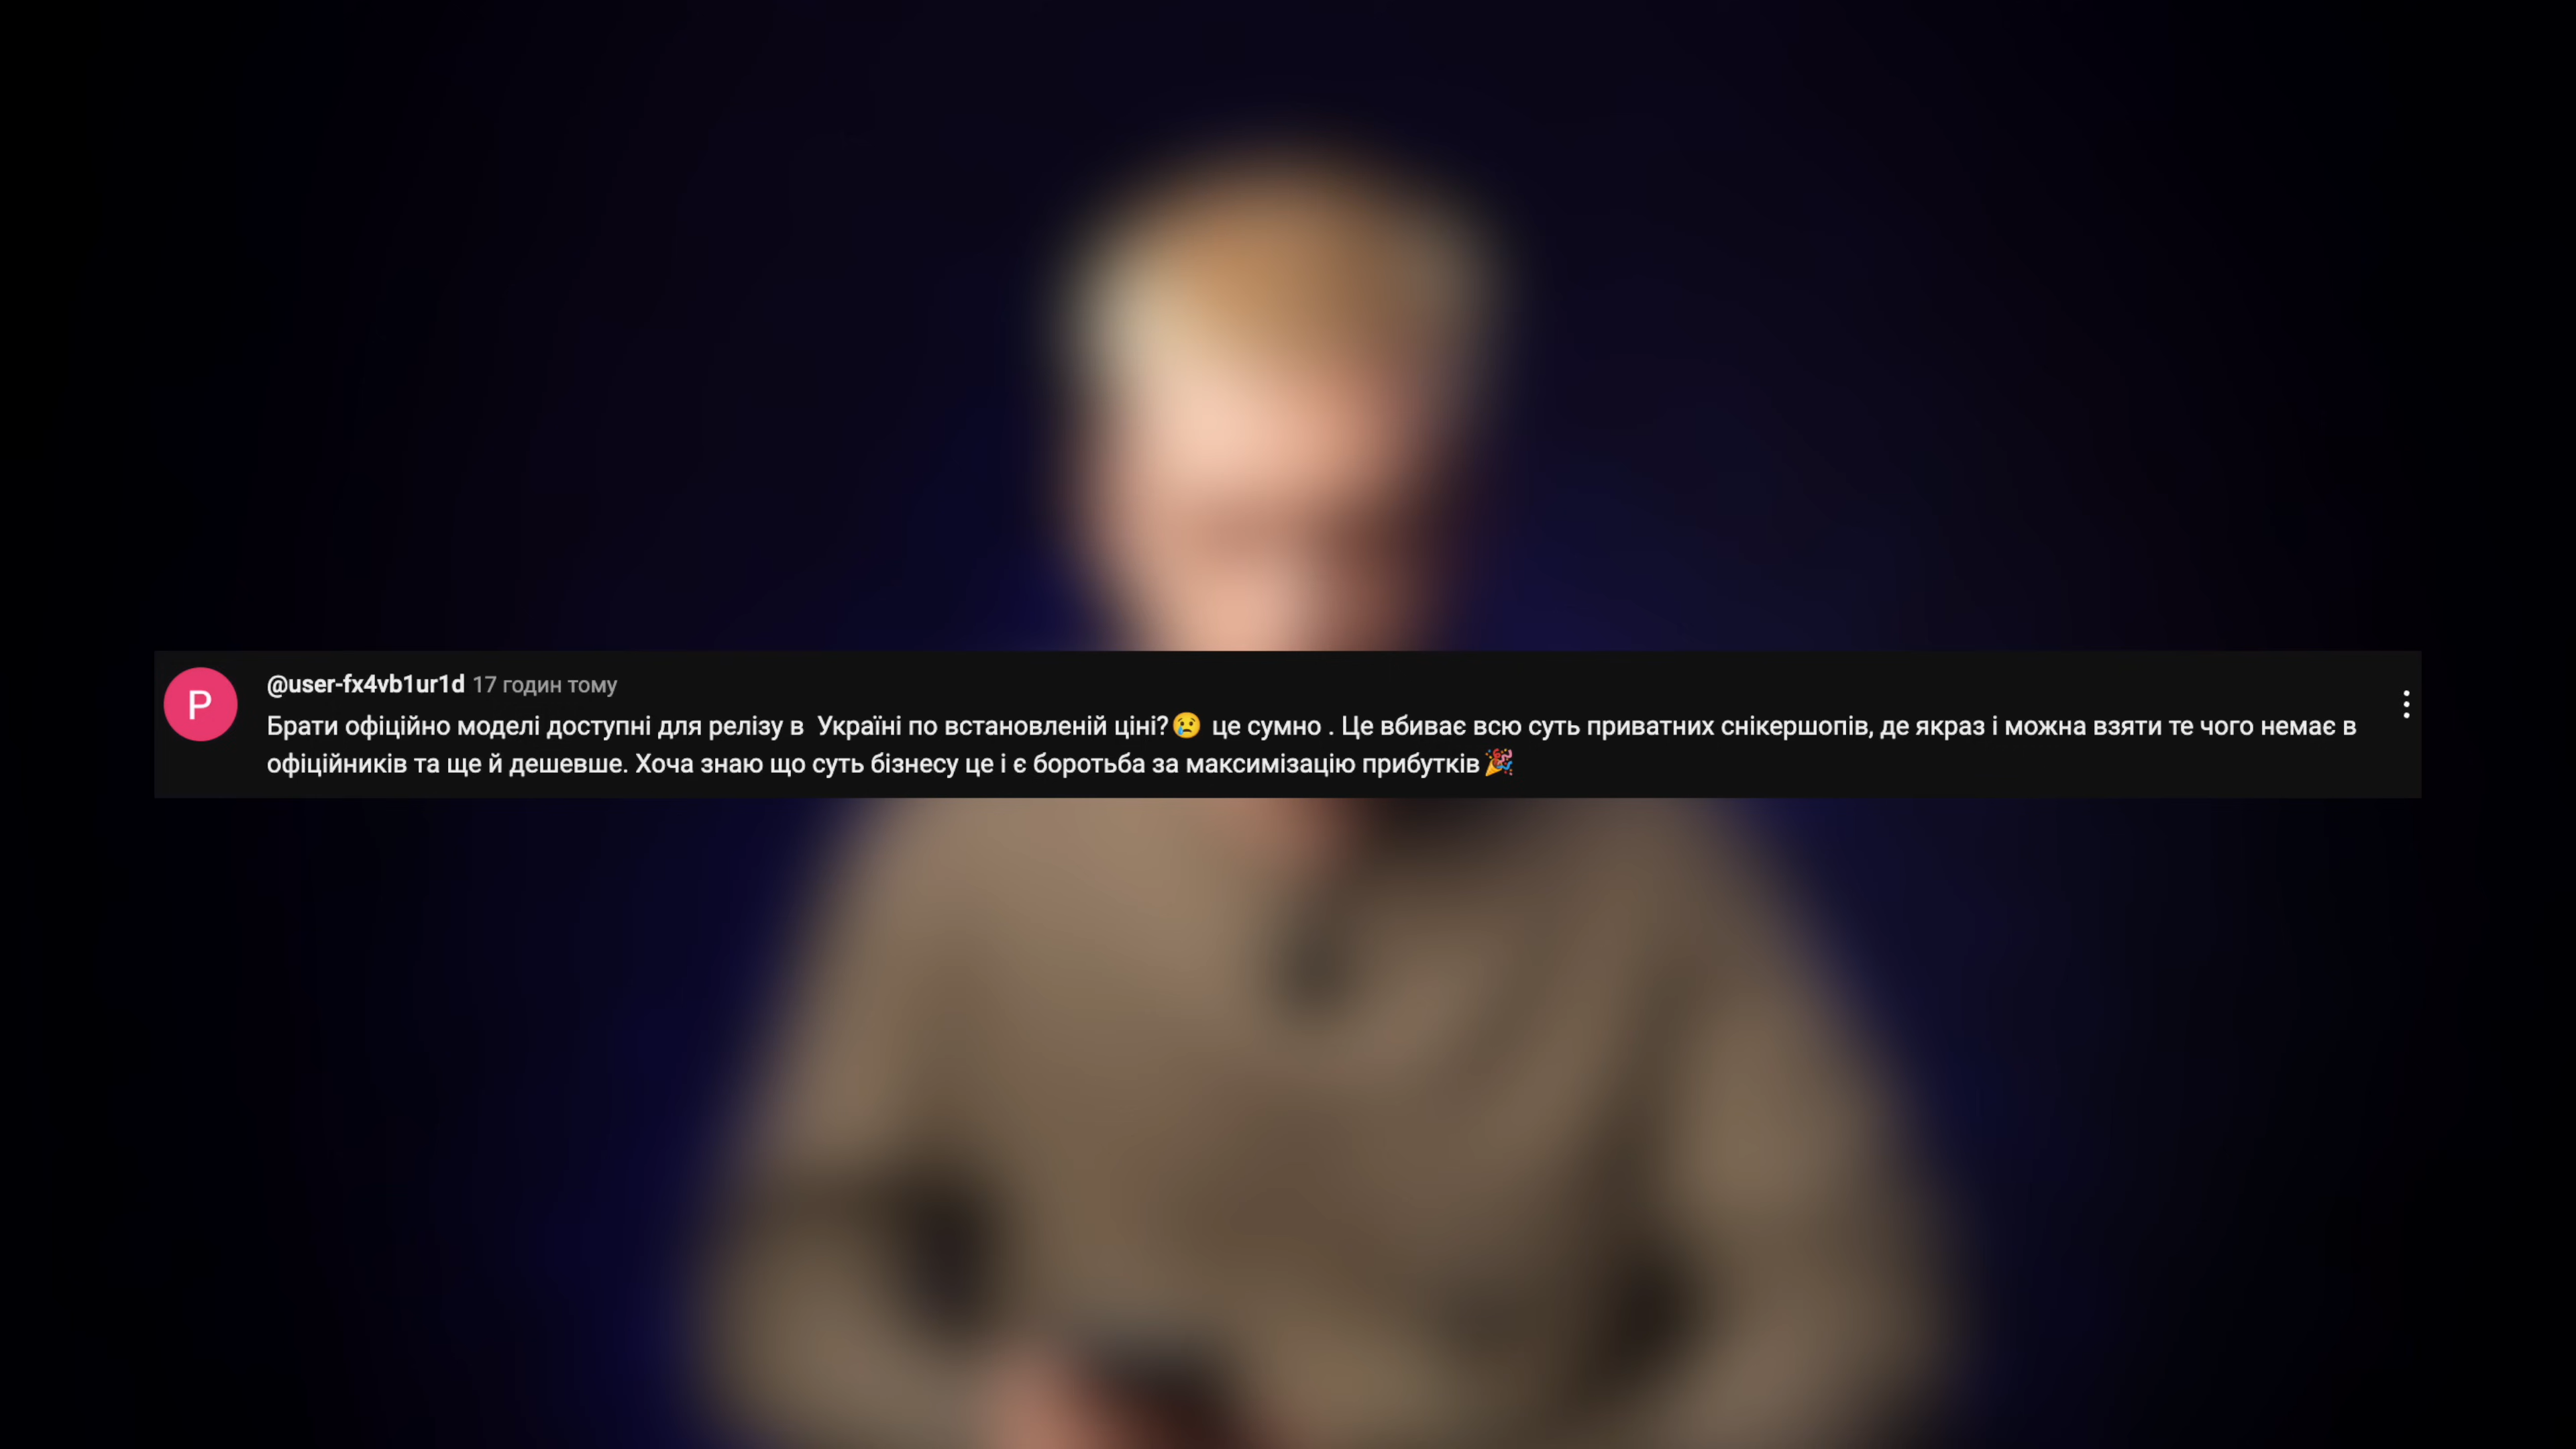 P
@user-fx4vb1ur1d 17 годин тому
Брати офіційно моделі доступні для релізу в  Україні по встановленій ціні?😢 це сумно . Це вбиває всю суть приватних снікершопів, де якраз і можна взяти те чого немає в
офіційників та ще й дешевше. Хоча знаю що суть бізнесу це і є боротьба за максимізацію прибутків🎉